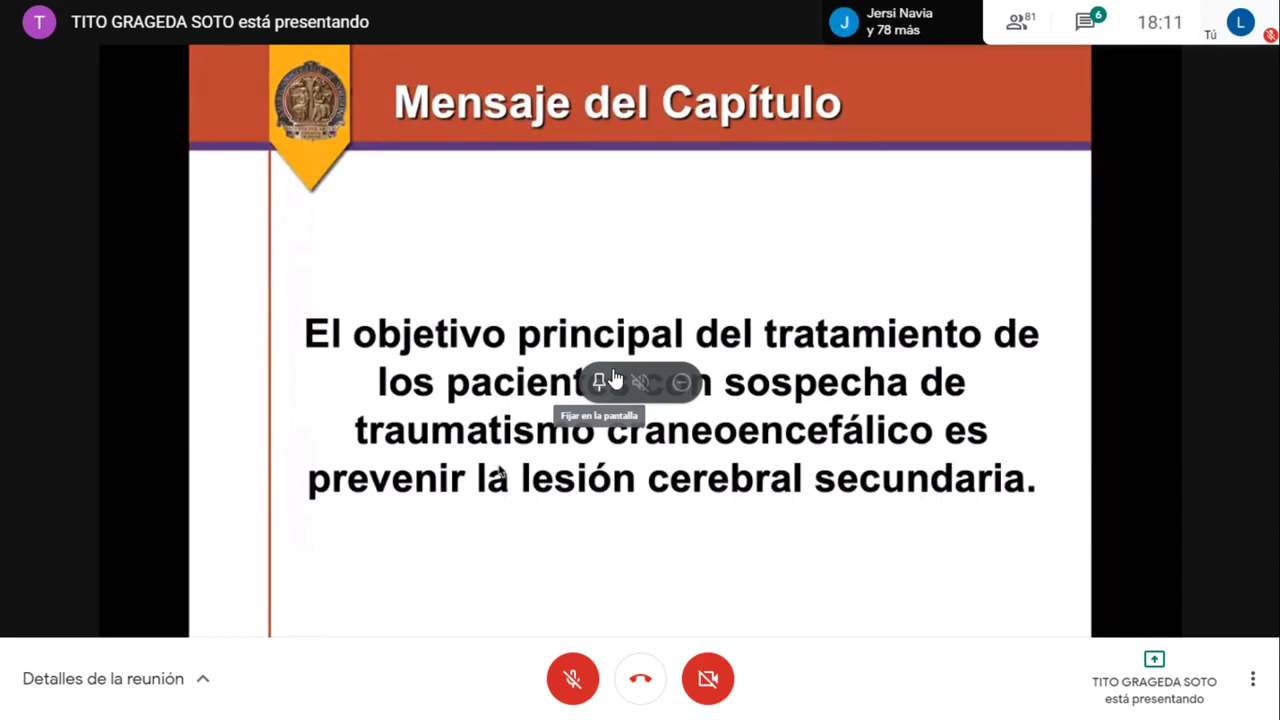 T
TITO GRAGEDA SOTO está presentando
J
Jersi Navia
y 78 más
81
6
18:11
Tú
L
Mensaje del Capítulo
El objetivo principal del tratamiento de
los pacientes con sospecha de
Fijar en la pantalla
traumatismo craneoencefálico es
prevenir la lesión cerebral secundaria.
Detalles de la reunión
TITO GRAGEDA SOTO
está presentando